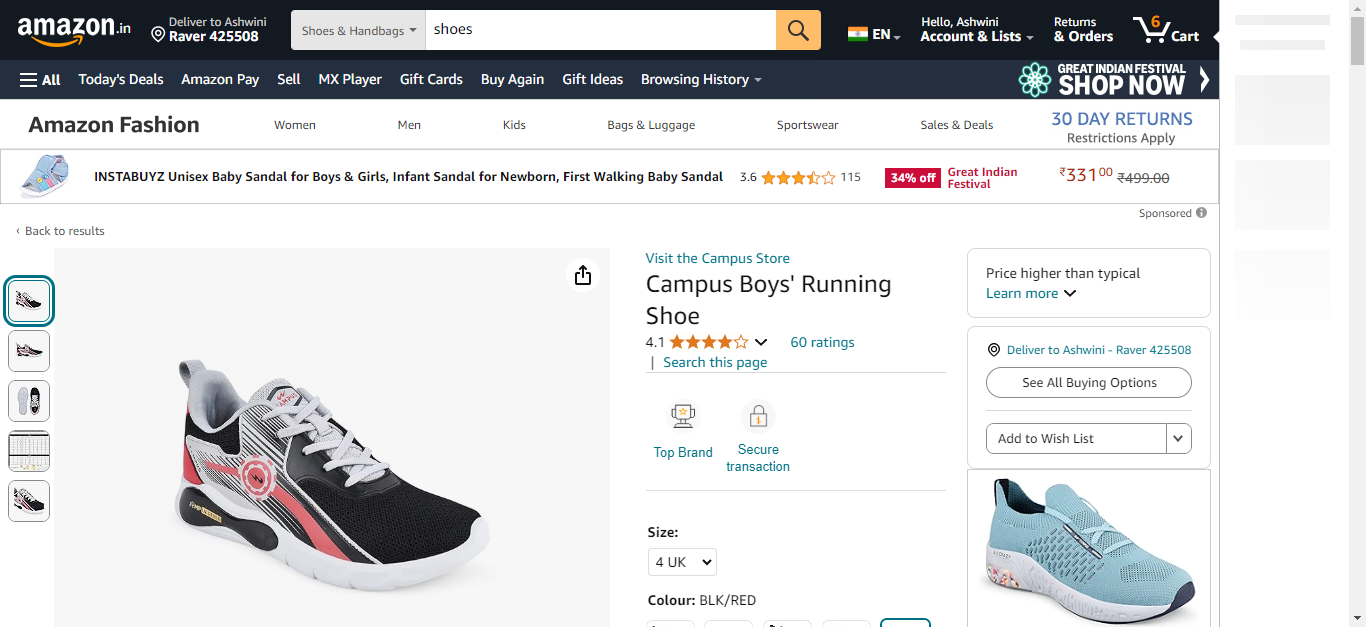 amazon.in
Deliver to Ashwini
Raver 425508
Shoes & Handbags
shoes
EN
Hello, Ashwini
Account & Lists
Returns
& Orders
6
Cart
All
Today's Deals
Amazon Pay
Sell
MX Player
Gift Cards
Buy Again
Gift Ideas
Browsing History
GREAT INDIAN FESTIVAL
SHOP NOW
Amazon Fashion
Women
Men
Kids
Bags & Luggage
Sportswear
Sales & Deals
30 DAY RETURNS
Restrictions Apply
INSTABUYZ Unisex Baby Sandal for Boys & Girls, Infant Sandal for Newborn, First Walking Baby Sandal
3.6
115
34% off
Great Indian
Festival
₹33100
₹499.00
Sponsored
‹ Back to results
Visit the Campus Store
Campus Boys' Running
Shoe
4.1
60 ratings
| Search this page
Top Brand
Secure
transaction
Size:
4 UK
Colour: BLK/RED
CAMPUS
Price higher than typical
Learn more
Deliver to Ashwini - Raver 425508
See All Buying Options
Add to Wish List